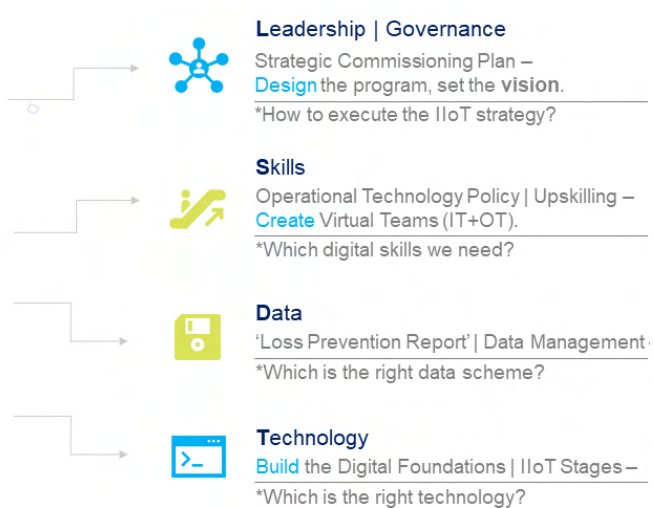 Leadership | Governance
Strategic Commissioning Plan –
Design the program, set the vision.
*How to execute the IIoT strategy?
Skills
Operational Technology Policy | Upskilling –
Create Virtual Teams (IT+OT).
*Which digital skills we need?
Data
‘Loss Prevention Report’ | Data Management -
*Which is the right data scheme?
Technology
>_
Build the Digital Foundations | IIoT Stages –
*Which is the right technology?